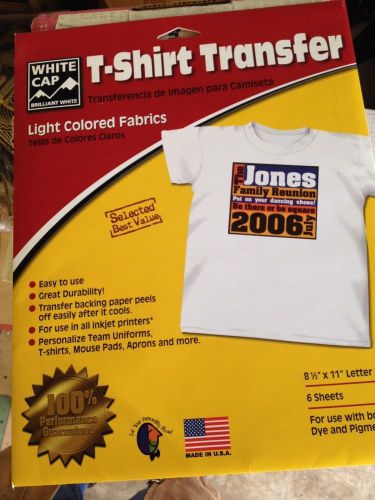 WHITE
CAP
BRILLIANT WHITE
T-Shirt Transfer
Transferencia de Imagen para Camiseta
Light Colored Fabrics
Telas de Colores Claros
The
Jones
Family Reunion
Put on your dancing shoes!
Be there or be square
2006
July
Selected
Best Value
• Easy to use
• Great Durability!
• Transfer backing paper peels
off easily after it cools.
• For use in all inkjet printers*
• Personalize Team Uniforms,
T-shirts, Mouse Pads, Aprons and more.
100%
Performance
Guaranteed
MADE IN U.S.A.
8 ½" x 11" Letter
6 Sheets
For use with bo
Dye and Pigme